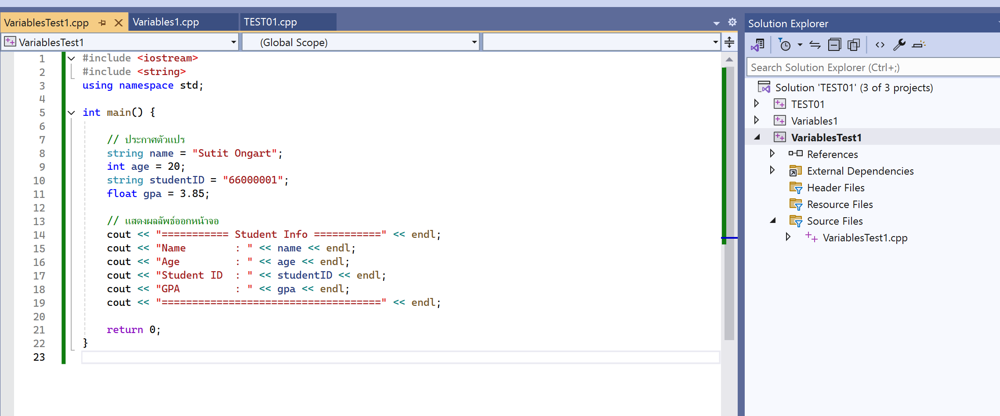 VariablesTest1.cpp
Variables1.cpp
TEST01.cpp
VariablesTest1
(Global Scope)
1 #include <iostream>
2 #include <string>
3 using namespace std;
4
5 int main() {
6
7 // ประกาศตัวแปร
8 string name = "Sutit Ongart";
9 int age = 20;
10 string studentID = "66000001";
11 float gpa = 3.85;
12
13 // แสดงผลลัพธ์ออกหน้าจอ
14 cout << "=========== Student Info ===========" << endl;
15 cout << "Name        : " << name << endl;
16 cout << "Age         : " << age << endl;
17 cout << "Student ID  : " << studentID << endl;
18 cout << "GPA         : " << gpa << endl;
19 cout << "====================================" << endl;
20
21 return 0;
22 }
23
Solution Explorer
Search Solution Explorer (Ctrl+;)
Solution 'TEST01' (3 of 3 projects)
TEST01
Variables1
VariablesTest1
References
External Dependencies
Header Files
Resource Files
Source Files
VariablesTest1.cpp